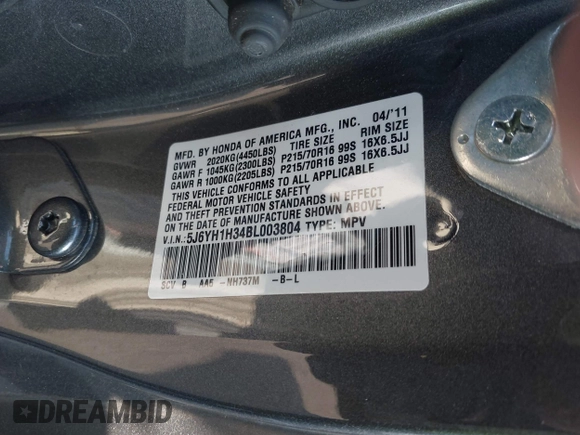 MFD. BY HONDA OF AMERICA MFG., INC. 04/'11
GVWR 2020KG(4450LBS) TIRE SIZE RIM SIZE
GAWR F 1045KG(2300LBS) P215/70R16 99S 16X6.5JJ
GAWR R 1000KG(2205LBS) P215/70R16 99S 16X6.5JJ
THIS VEHICLE CONFORMS TO ALL APPLICABLE
FEDERAL MOTOR VEHICLE SAFETY
AND THEFT PREVENTION STANDARDS IN EFFECT
ON THE DATE OF MANUFACTURE SHOWN ABOVE.
V.I.N.: 5J6YH1H34BL003804 TYPE: MPV
SCV B AA5 -NH737M -B-L
DREAMBID